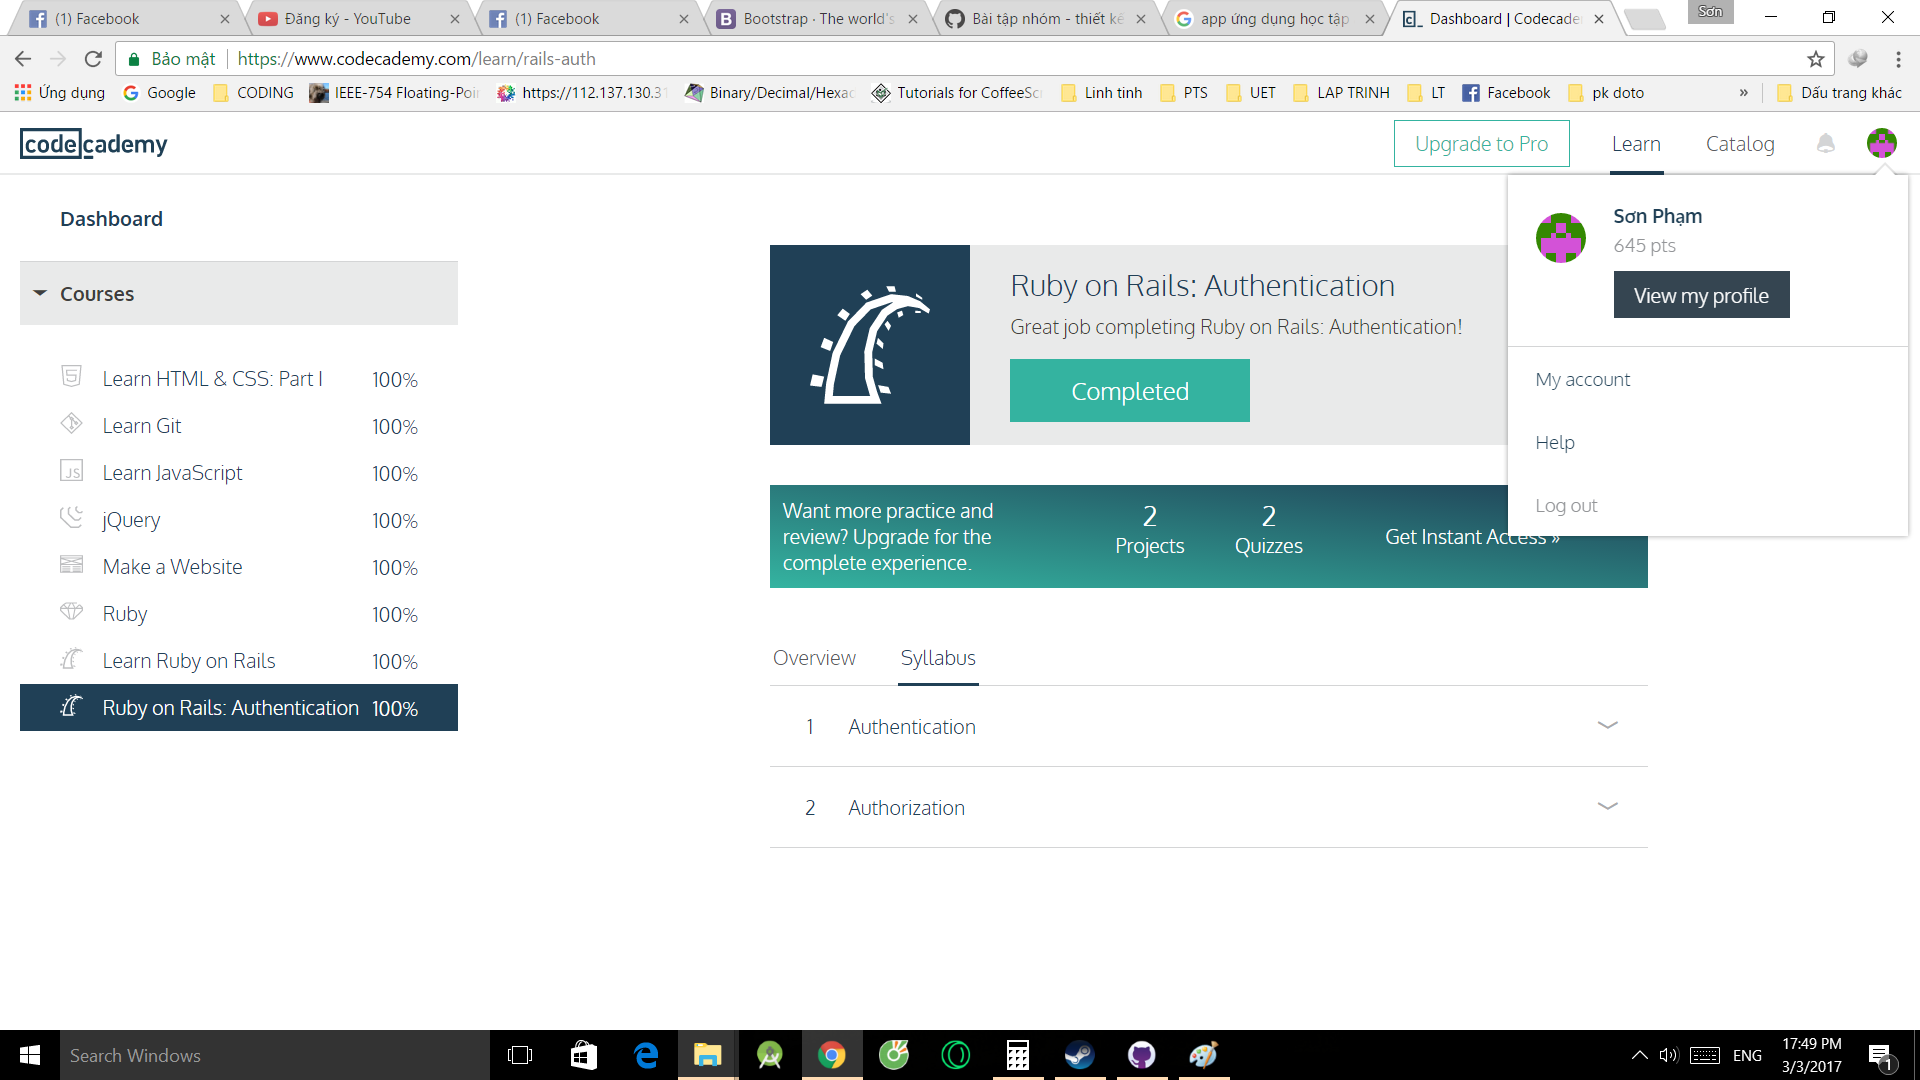 (1) Facebook
Đăng ký - YouTube
(1) Facebook
Bootstrap · The world's
Bài tập nhóm - thiết kế
app ứng dụng học tập
Dashboard | Codecadem
Sơn
Bảo mật
https://www.codecademy.com/learn/rails-auth
Ứng dụng
Google
CODING
IEEE-754 Floating-Poi
https://112.137.130.31
Binary/Decimal/Hexad
Tutorials for CoffeeScr
Linh tinh
PTS
UET
LAP TRINH
LT
Facebook
pk doto
»
Dấu trang khác
codecademy
Upgrade to Pro
Learn
Catalog
Dashboard
Courses
Learn HTML & CSS: Part I 100%
Learn Git 100%
JS Learn JavaScript 100%
jQuery 100%
Make a Website 100%
Ruby 100%
Learn Ruby on Rails 100%
Ruby on Rails: Authentication 100%
Ruby on Rails: Authentication
Great job completing Ruby on Rails: Authentication!
Completed
Sơn Phạm
645 pts
View my profile
My account
Help
Log out
Want more practice and
review? Upgrade for the
complete experience.
2
Projects
2
Quizzes
Get Instant Access »
Overview
Syllabus
1 Authentication
2 Authorization
Search Windows
ENG
17:49 PM
3/3/2017
1